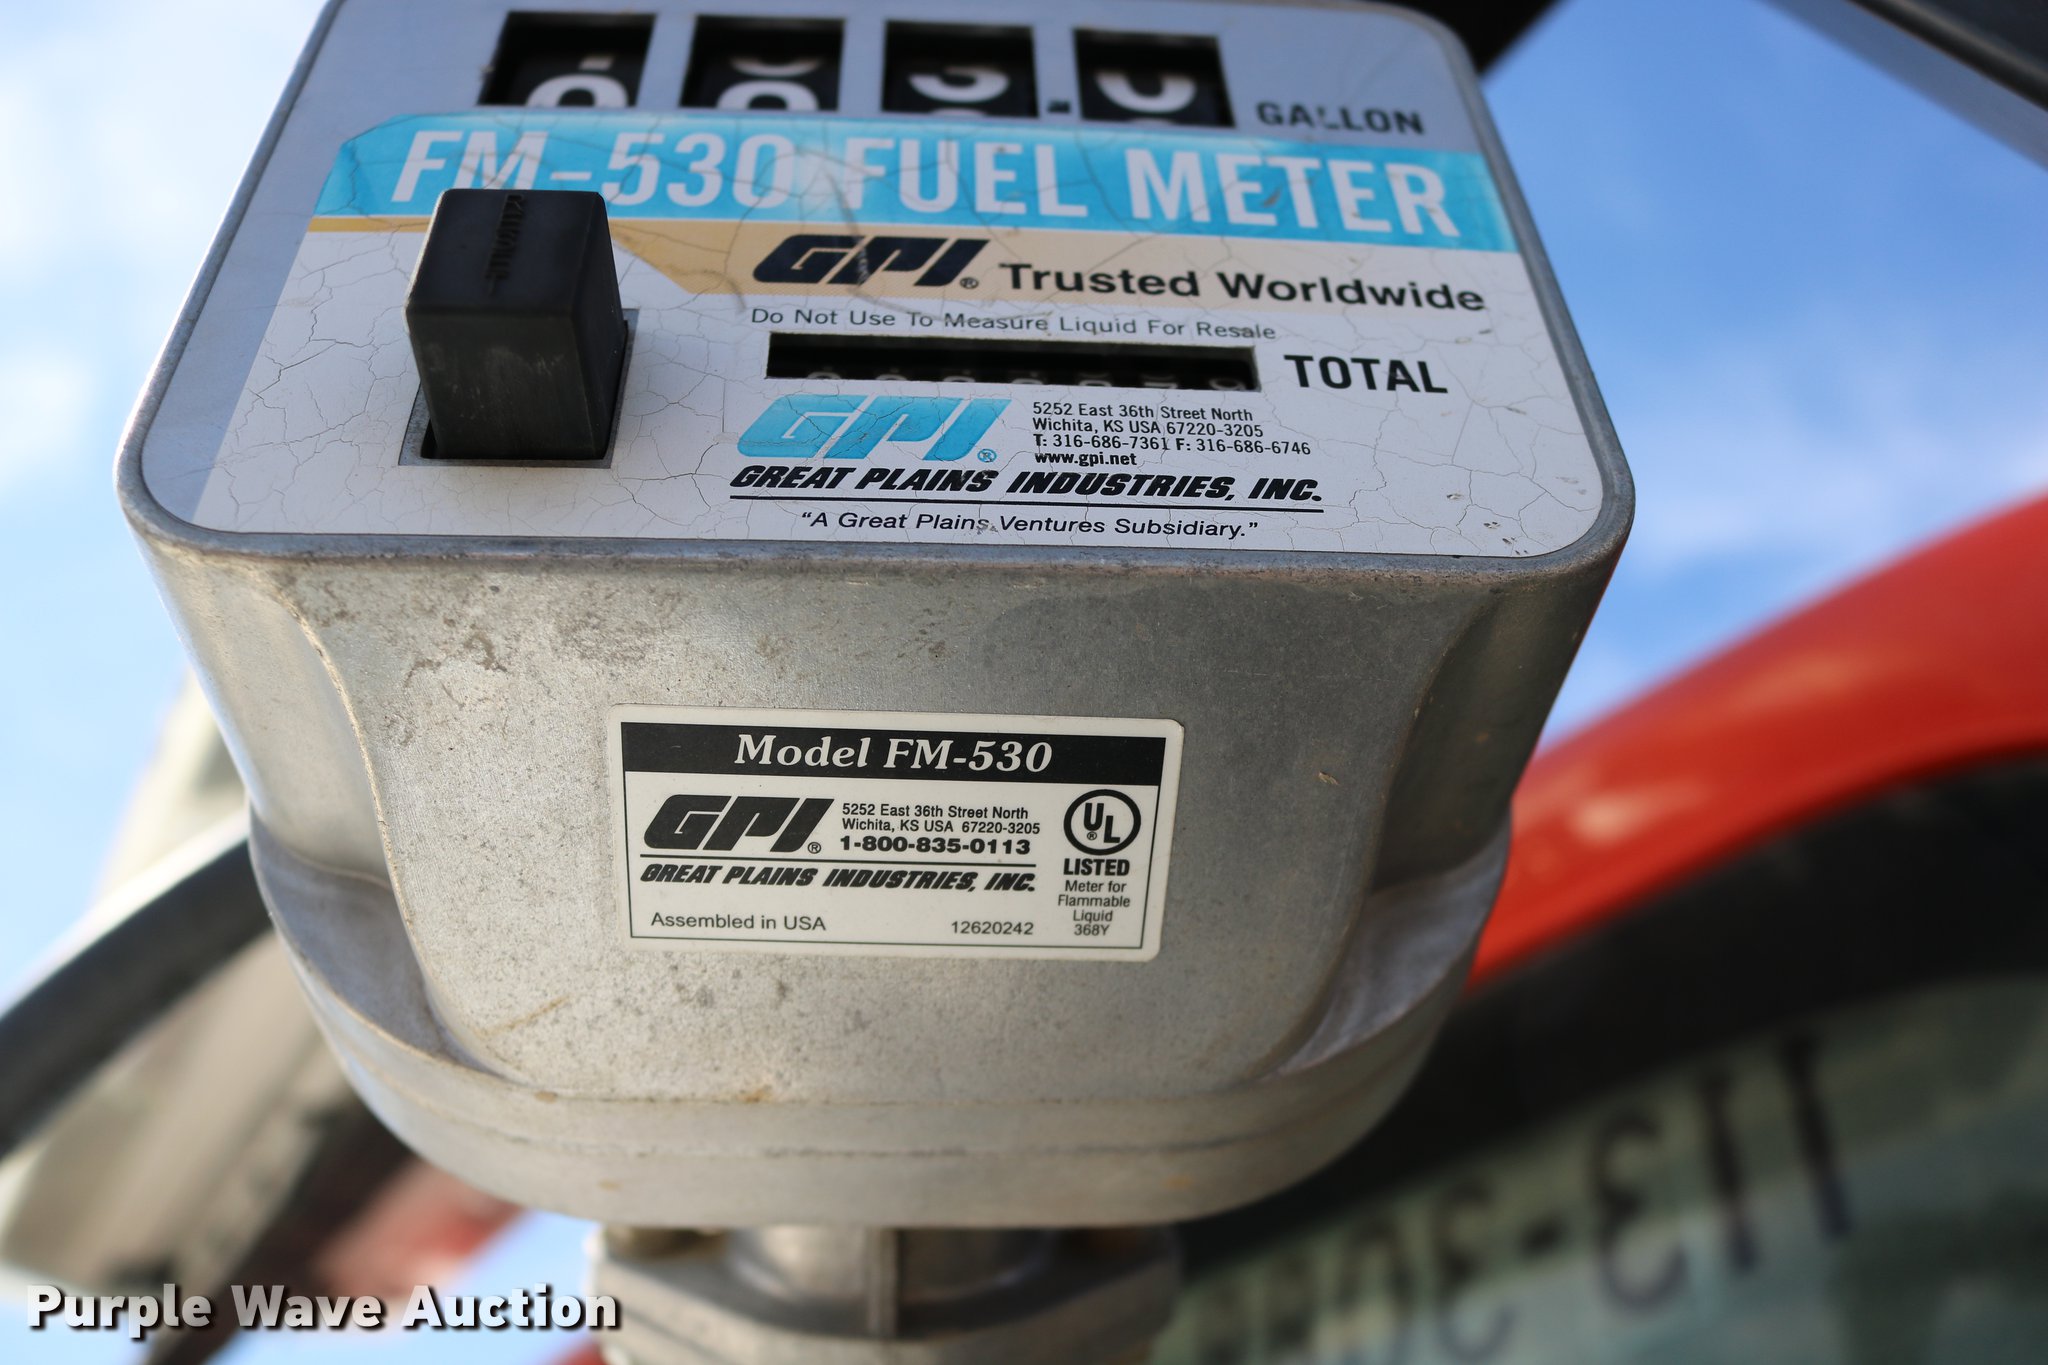 GALLON
FM-530 FUEL METER
GPI® Trusted Worldwide
Do Not Use To Measure Liquid For Resale
TOTAL
GPI®
5252 East 36th Street North
Wichita, KS USA 67220-3205
T: 316-686-7361 F: 316-686-6746
www.gpi.net
GREAT PLAINS INDUSTRIES, INC.
“A Great Plains Ventures Subsidiary.”
Model FM-530
GPI®
5252 East 36th Street North
Wichita, KS USA 67220-3205
1-800-835-0113
GREAT PLAINS INDUSTRIES, INC.
Assembled in USA
12620242
UL®
LISTED
Meter for
Flammable
Liquid
368Y
Purple Wave Auction